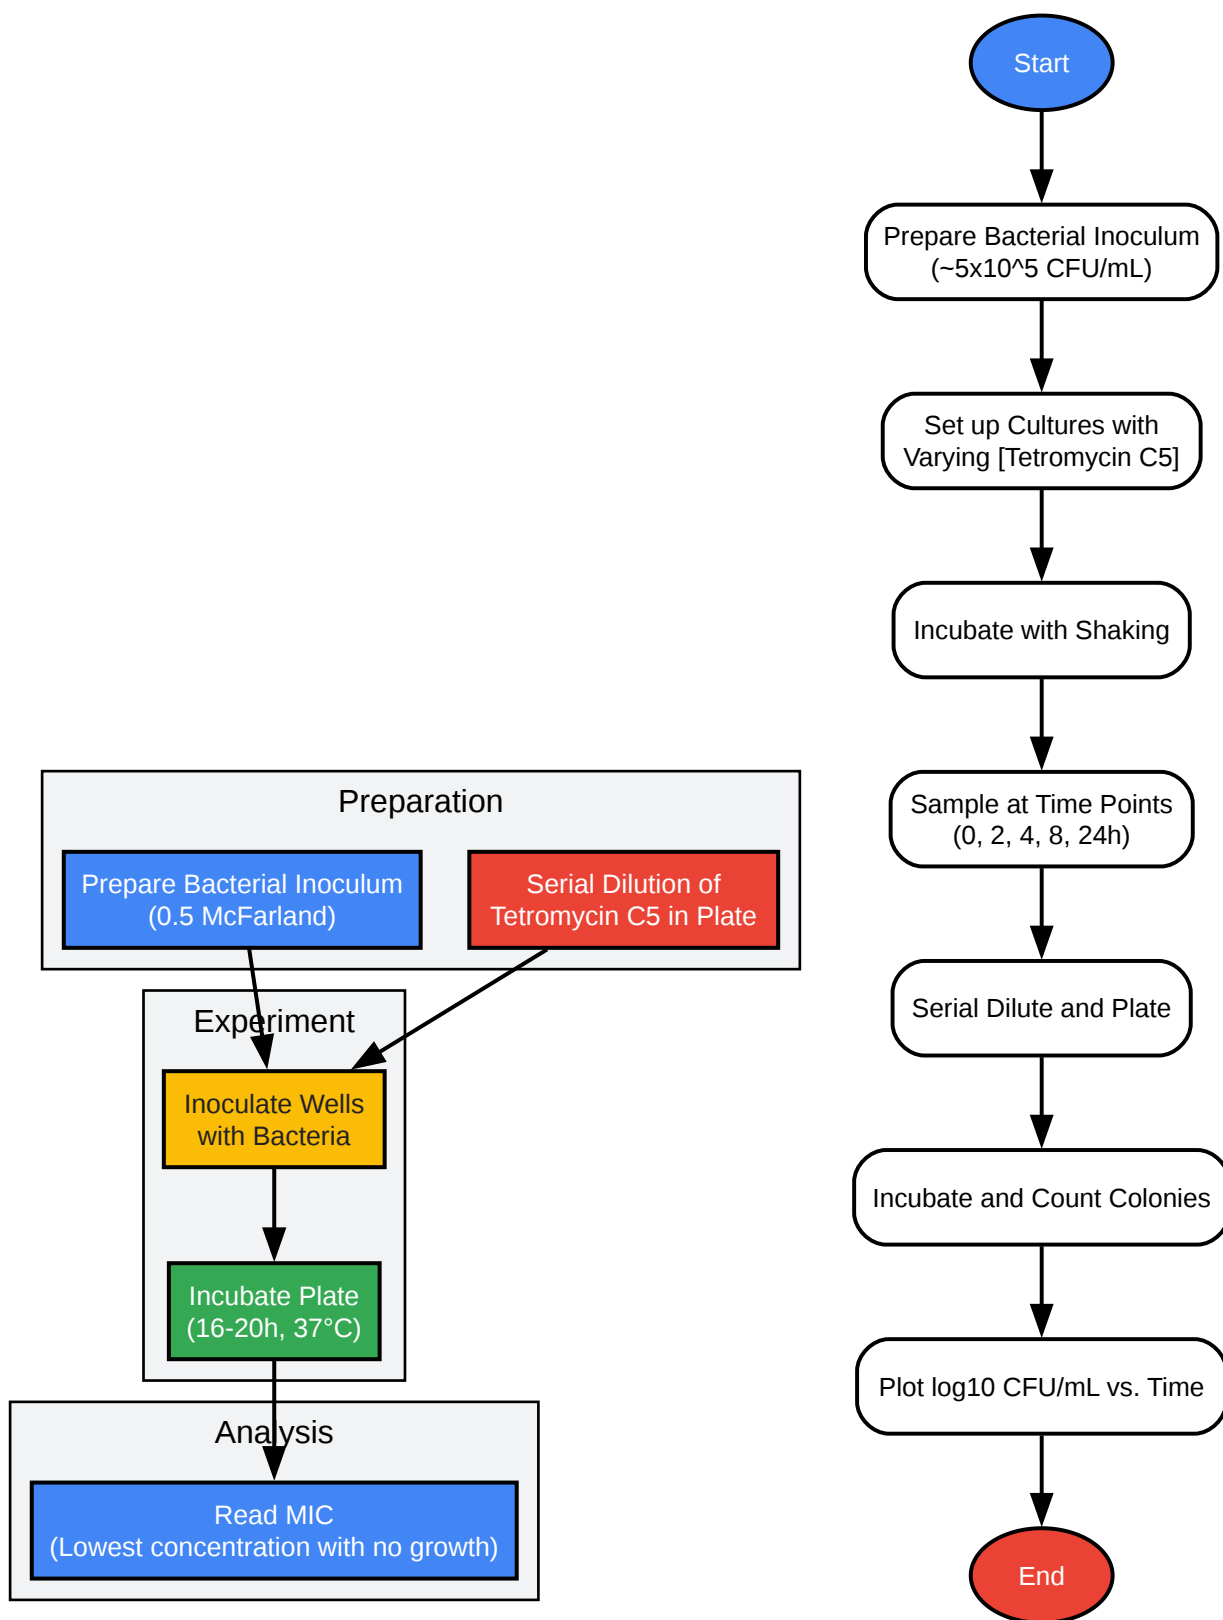 Preparation
Prepare Bacterial Inoculum
(0.5 McFarland)
Serial Dilution of
Tetromycin C5 in Plate
Experiment
Inoculate Wells
with Bacteria
Incubate Plate
(16-20h, 37°C)
Analysis
Read MIC
(Lowest concentration with no growth)
Start
Prepare Bacterial Inoculum
(~5x10^5 CFU/mL)
Set up Cultures with
Varying [Tetromycin C5]
Incubate with Shaking
Sample at Time Points
(0, 2, 4, 8, 24h)
Serial Dilute and Plate
Incubate and Count Colonies
Plot log10 CFU/mL vs. Time
End